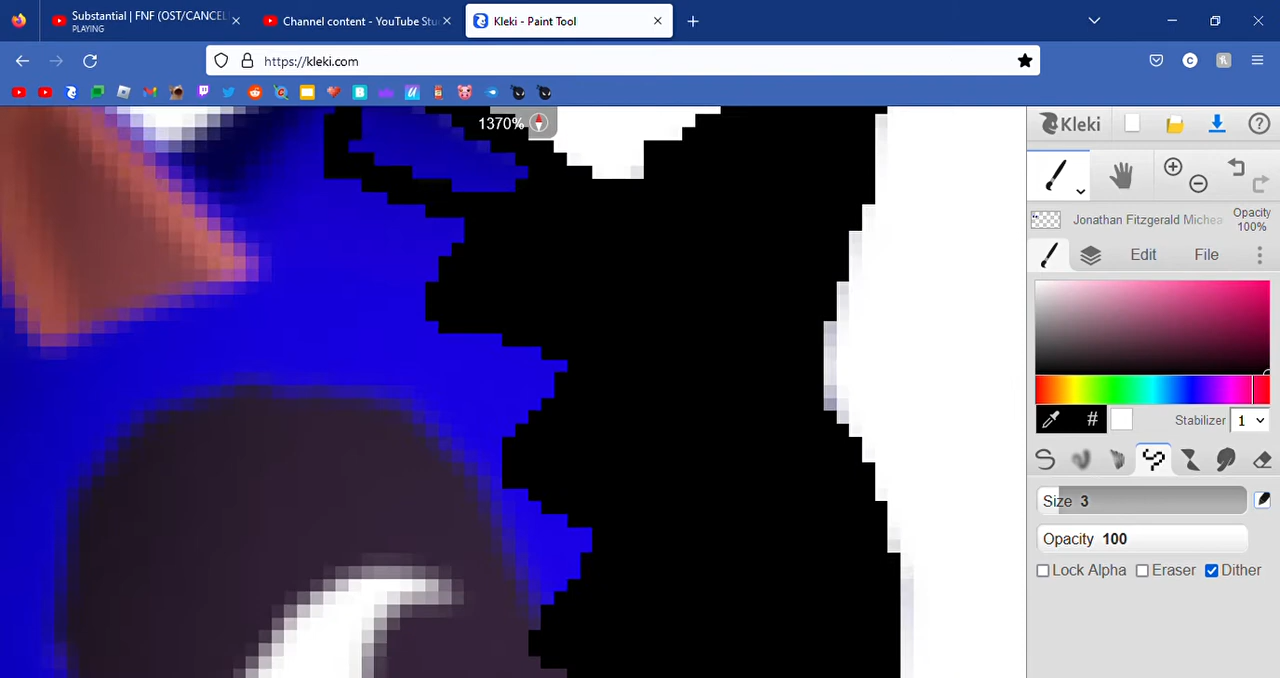 Substantial | FNF (OST/CANCEL
PLAYING
Channel content - YouTube Stu
Kleki - Paint Tool
https://kleki.com
1370%
Kleki
Jonathan Fitzgerald Michea
Opacity
100%
Edit
File
#
Stabilizer
1
Size 3
Opacity 100
Lock Alpha
Eraser
Dither